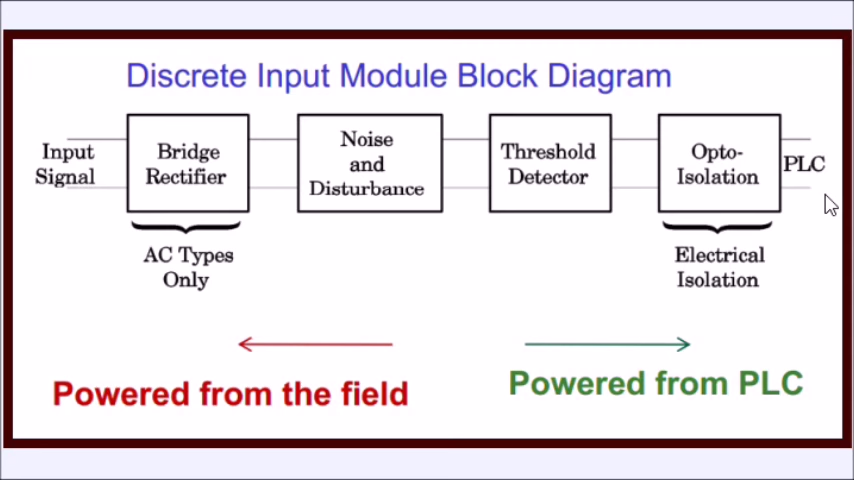 Discrete Input Module Block Diagram
Input
Signal
Bridge
Rectifier
Noise
and
Disturbance
Threshold
Detector
Opto-
Isolation
PLC
AC Types
Only
Electrical
Isolation
Powered from the field
Powered from PLC